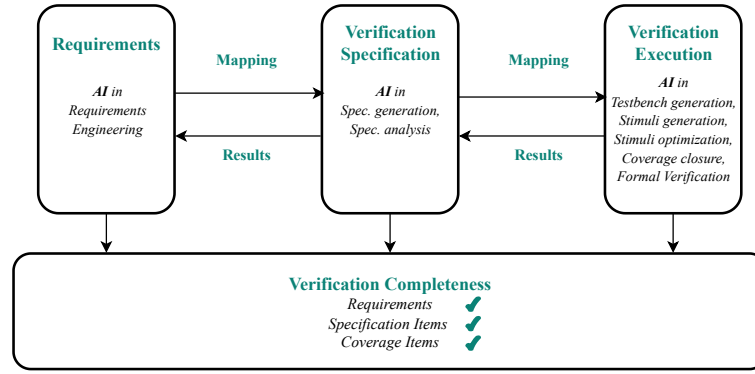 Requirements
AI in
Requirements
Engineering
Mapping
Results
Verification
Specification
AI in
Spec. generation,
Spec. analysis
Mapping
Results
Verification
Execution
AI in
Testbench generation,
Stimuli generation,
Stimuli optimization,
Coverage closure,
Formal Verification
Verification Completeness
Requirements ✔
Specification Items ✔
Coverage Items ✔